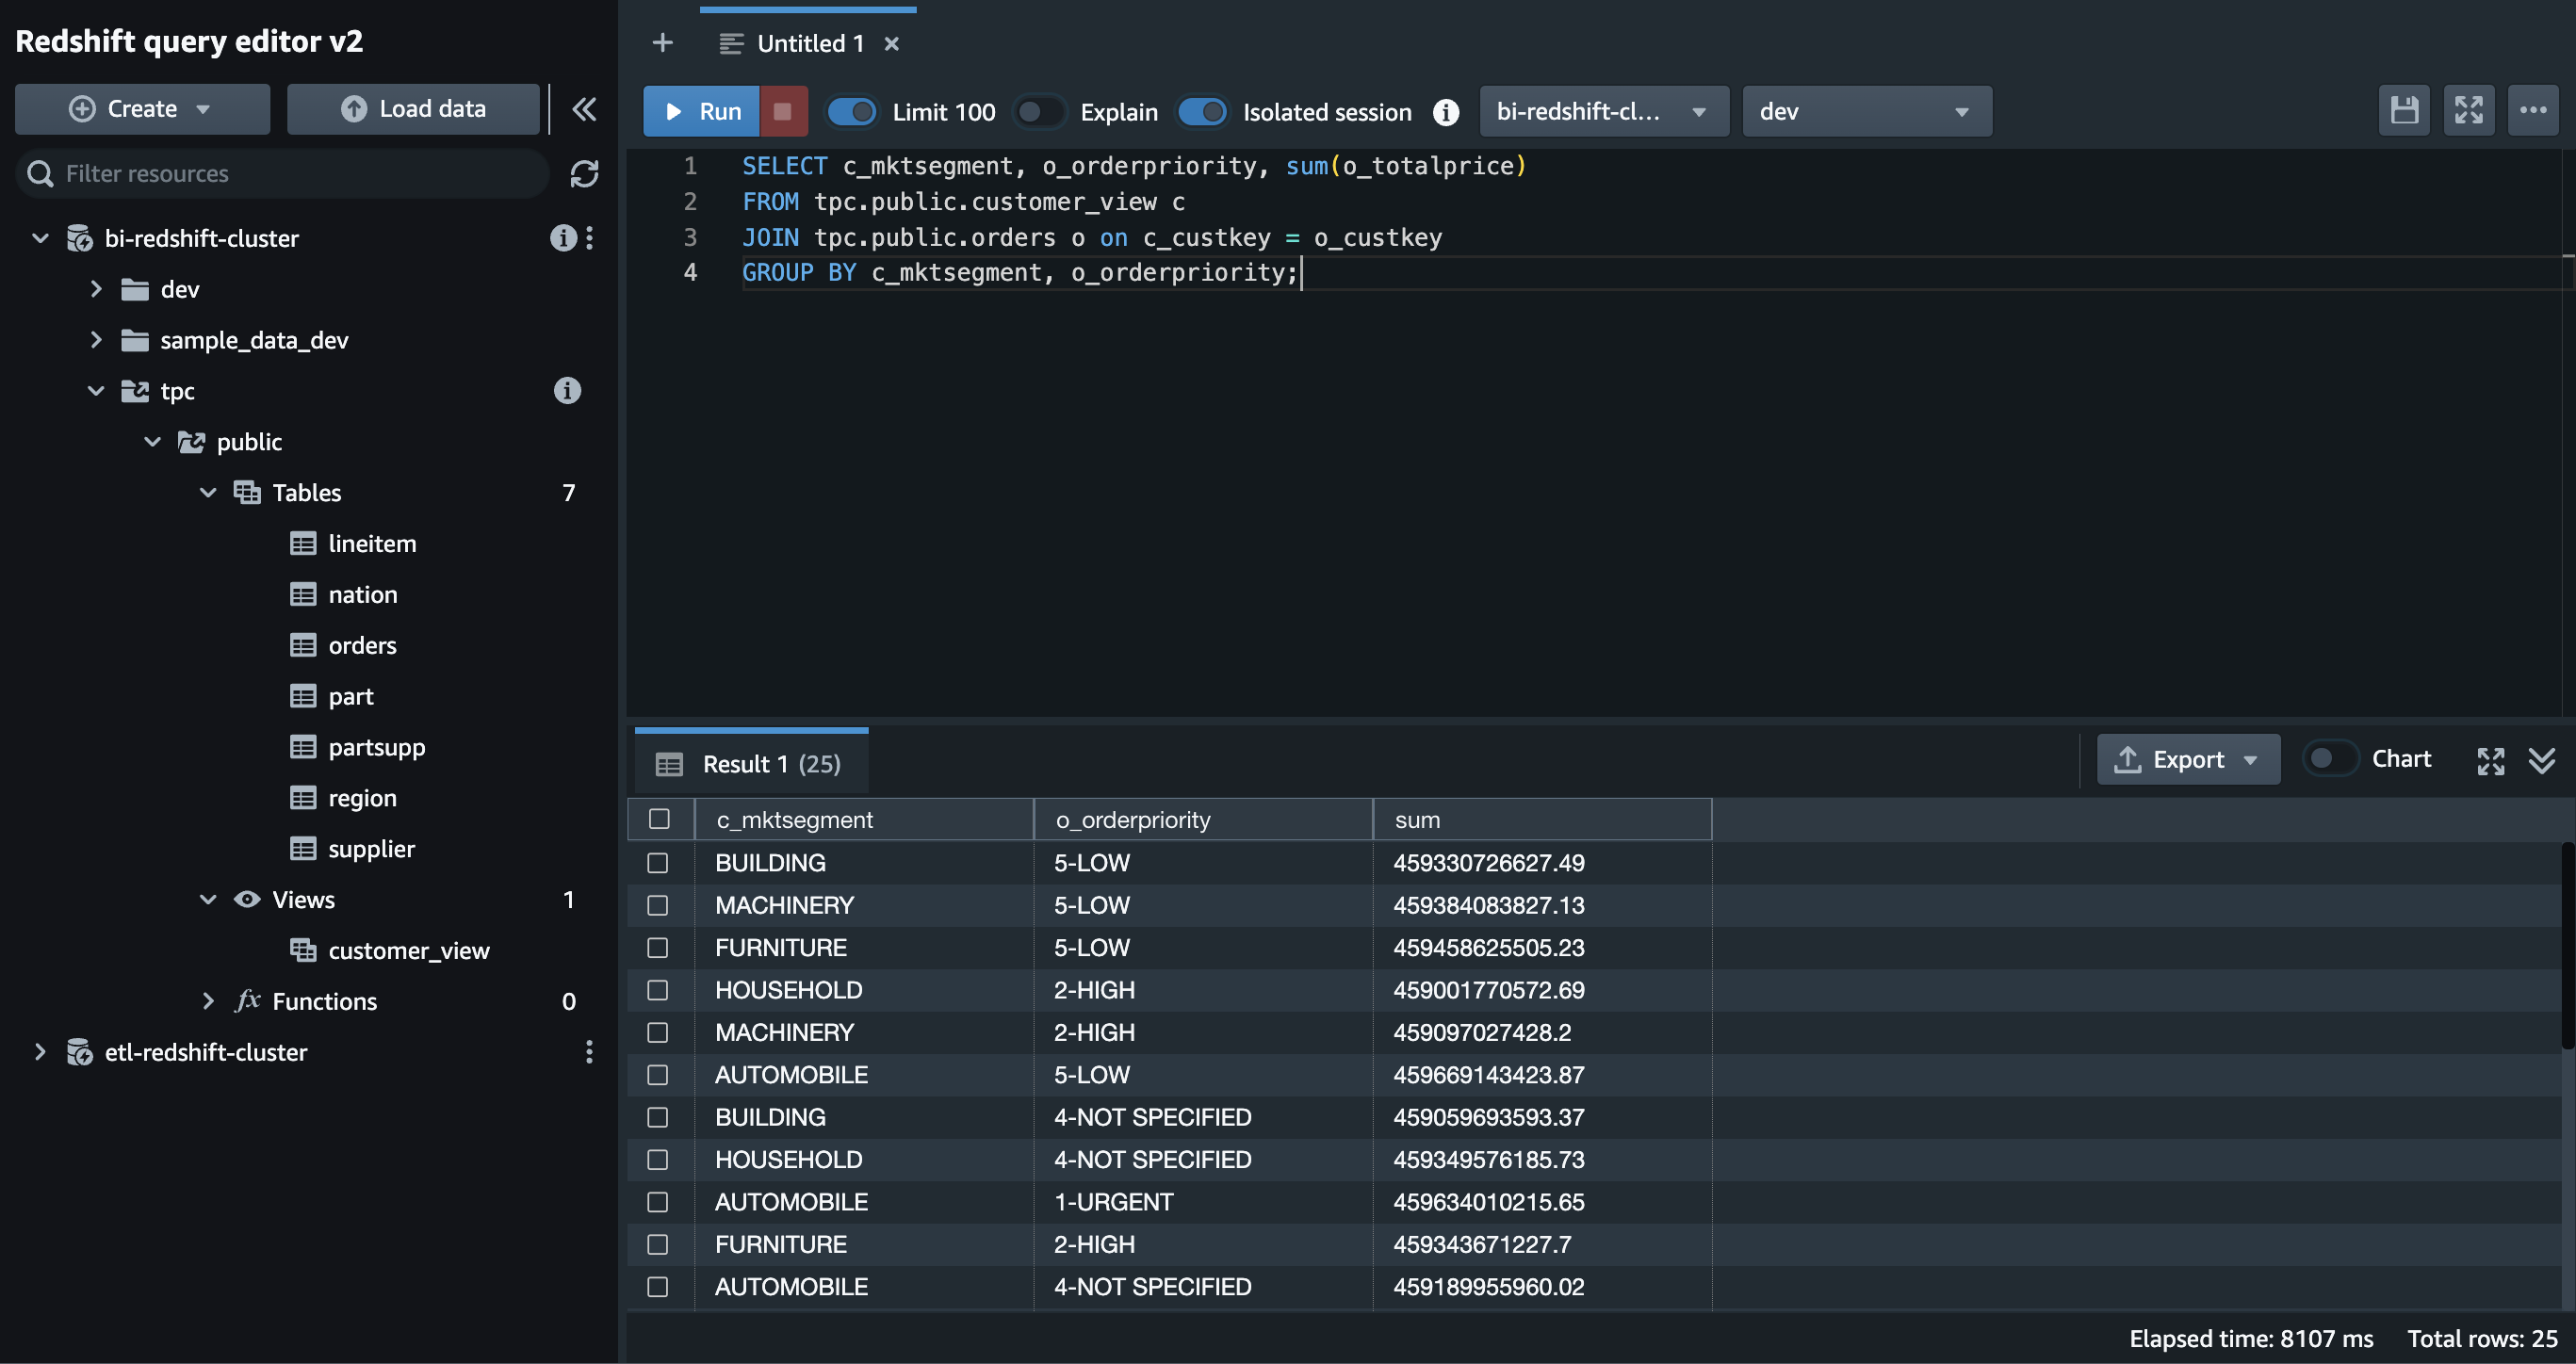 Redshift query editor v2
Create
Load data
Filter resources
bi-redshift-cluster
dev
sample_data_dev
tpc
public
Tables 7
lineitem
nation
orders
part
partsupp
region
supplier
Views 1
customer_view
fx Functions 0
etl-redshift-cluster
+ Untitled 1 ×
Run Limit 100 Explain Isolated session i bi-redshift-cl... dev
1 SELECT c_mktsegment, o_orderpriority, sum(o_totalprice)
2 FROM tpc.public.customer_view c
3 JOIN tpc.public.orders o on c_custkey = o_custkey
4 GROUP BY c_mktsegment, o_orderpriority;
Result 1 (25)
Export Chart
c_mktsegment o_orderpriority sum
BUILDING 5-LOW 459330726627.49
MACHINERY 5-LOW 459384083827.13
FURNITURE 5-LOW 459458625505.23
HOUSEHOLD 2-HIGH 459001770572.69
MACHINERY 2-HIGH 459097027428.2
AUTOMOBILE 5-LOW 459669143423.87
BUILDING 4-NOT SPECIFIED 459059693593.37
HOUSEHOLD 4-NOT SPECIFIED 459349576185.73
AUTOMOBILE 1-URGENT 459634010215.65
FURNITURE 2-HIGH 459343671227.7
AUTOMOBILE 4-NOT SPECIFIED 459189955960.02
Elapsed time: 8107 ms Total rows: 25